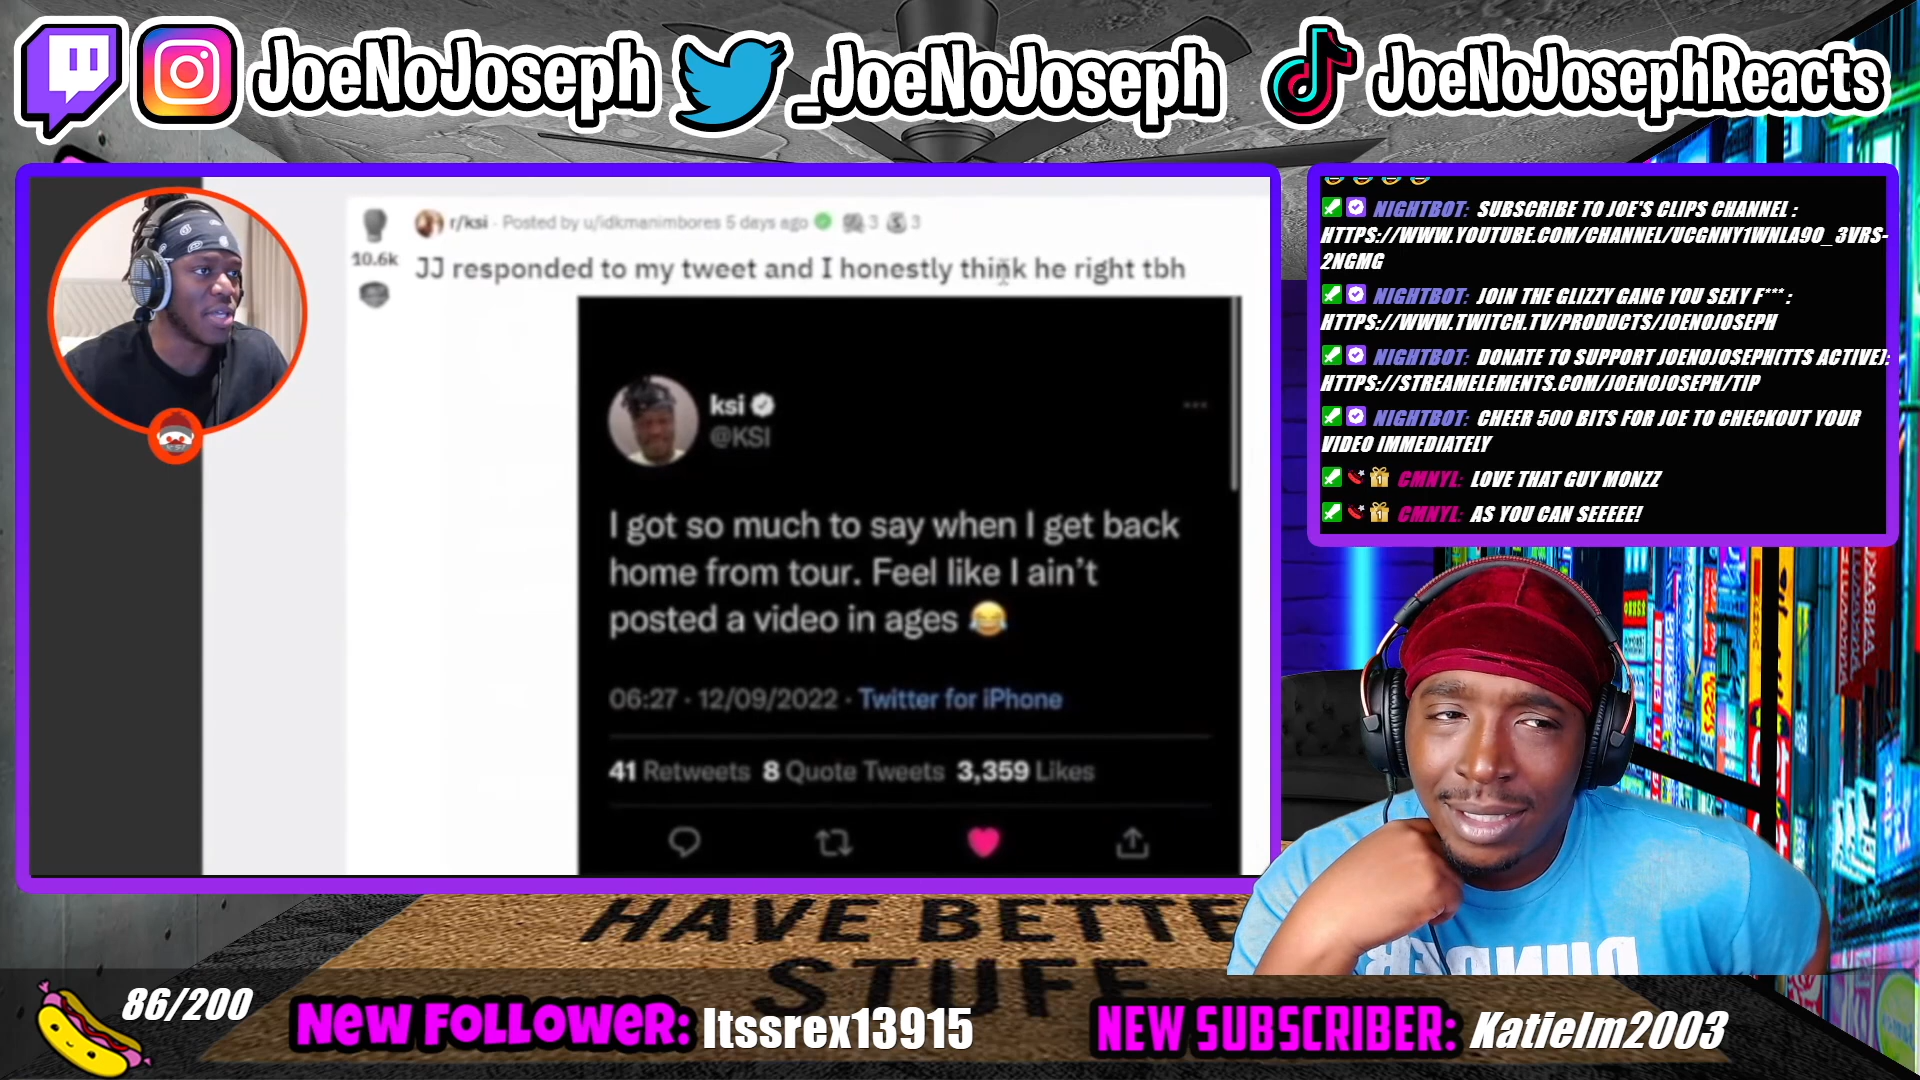 JoeNoJoseph
_JoeNoJoseph
JoeNoJosephReacts
r/ksi · Posted by u/idkmanimbores 5 days ago 3 3
10.6k
JJ responded to my tweet and I honestly think he right tbh
ksi
@KSI
I got so much to say when I get back
home from tour. Feel like I ain't
posted a video in ages 😂
06:27 · 12/09/2022 · Twitter for iPhone
41 Retweets 8 Quote Tweets 3,359 Likes
NIGHTBOT: SUBSCRIBE TO JOE'S CLIPS CHANNEL :
HTTPS://WWW.YOUTUBE.COM/CHANNEL/UCGNNY1WNLA9O_3VRS-
2NGMG
NIGHTBOT: JOIN THE GLIZZY GANG YOU SEXY F*** :
HTTPS://WWW.TWITCH.TV/PRODUCTS/JOENOJOSEPH
NIGHTBOT: DONATE TO SUPPORT JOENOJOSEPH(TTS ACTIVE):
HTTPS://STREAMELEMENTS.COM/JOENOJOSEPH/TIP
NIGHTBOT: CHEER 500 BITS FOR JOE TO CHECKOUT YOUR
VIDEO IMMEDIATELY
CMNYL: LOVE THAT GUY MONZZ
CMNYL: AS YOU CAN SEEEEE!
HAVE BETTE
STUFF
86/200
NEW FOLLOWER: Itssrex13915
NEW SUBSCRIBER: Katielm2003